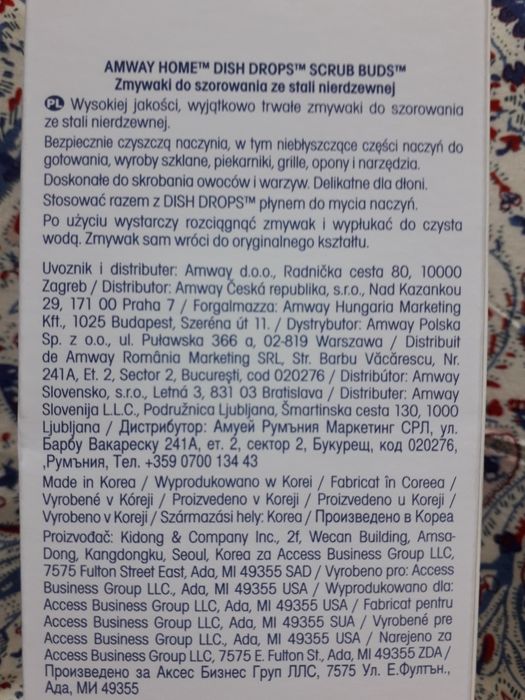 AMWAY HOME™ DISH DROPS™ SCRUB BUDS™
Zmywaki do szorowania ze stali nierdzewnej
PL Wysokiej jakości, wyjątkowo trwałe zmywaki do szorowania
ze stali nierdzewnej.
Bezpiecznie czyszczą naczynia, w tym niebłyszczące części naczyń do
gotowania, wyroby szklane, piekarniki, grille, opony i narzędzia.
Doskonałe do skrobania owoców i warzyw. Delikatne dla dłoni.
Stosować razem z DISH DROPS™ płynem do mycia naczyń.
Po użyciu wystarczy rozciągnąć zmywak i wypłukać do czysta
wodą. Zmywak sam wróci do oryginalnego kształtu.
Uvoznik i distributer: Amway d.o.o., Radnička cesta 80, 10000
Zagreb / Distributor: Amway Česká republika, s.r.o., Nad Kazankou
29, 171 00 Praha 7 / Forgalmazza: Amway Hungaria Marketing
Kft., 1025 Budapest, Szeréna út 11. / Dystrybutor: Amway Polska
Sp. z o.o., ul. Puławska 366 a, 02-819 Warszawa / Distribuit
de Amway România Marketing SRL, Str. Barbu Văcărescu, Nr.
241A, Et. 2, Sector 2, Bucureşti, cod 020276 / Distribútor: Amway
Slovensko, s.r.o., Letná 3, 831 03 Bratislava / Distributer: Amway
Slovenija L.L.C., Podružnica Ljubljana, Šmartinska cesta 130, 1000
Ljubljana / Дистрибутор: Амуей Румъния Маркетинг СРЛ, ул.
Барбу Вакареску 241А, ет. 2, сектор 2, Букурещ, код 020276,
,Румъния, Тел. +359 0700 134 43
Made in Korea / Wyprodukowano w Korei / Fabricat în Coreea /
Vyrobené v Kóreji / Proizvedeno v Koreji / Proizvedeno u Koreji /
Vyrobeno v Koreji / Származási hely: Korea / Произведено в Корея
Proizvođač: Kidong & Company Inc., 2f, Wecan Building, Amsa-
Dong, Kangdongku, Seoul, Korea za Access Business Group LLC,
7575 Fulton Street East, Ada, MI 49355 SAD / Vyrobeno pro: Access
Business Group LLC., Ada, MI 49355 USA / Wyprodukowano dla:
Access Business Group LLC, Ada, MI 49355 USA / Fabricat pentru
Access Business Group LLC, Ada, MI 49355 SUA / Vyrobené pre
Access Business Group LLC, Ada, MI 49355 USA / Narejeno za
Access Business Group LLC, 7575 E. Fulton St., Ada, MI 49355 ZDA /
Произведено за Аксес Бизнес Груп ЛЛС, 7575 Ул. Е.Фултън.,
Ада, МИ 49355